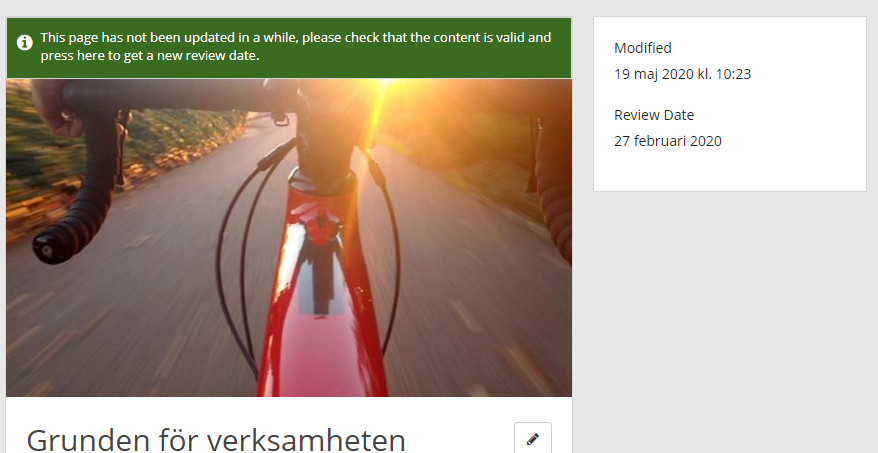 This page has not been updated in a while, please check that the content is valid and
press here to get a new review date.
Modified
19 maj 2020 kl. 10:23
Review Date
27 februari 2020
Grunden för verksamheten